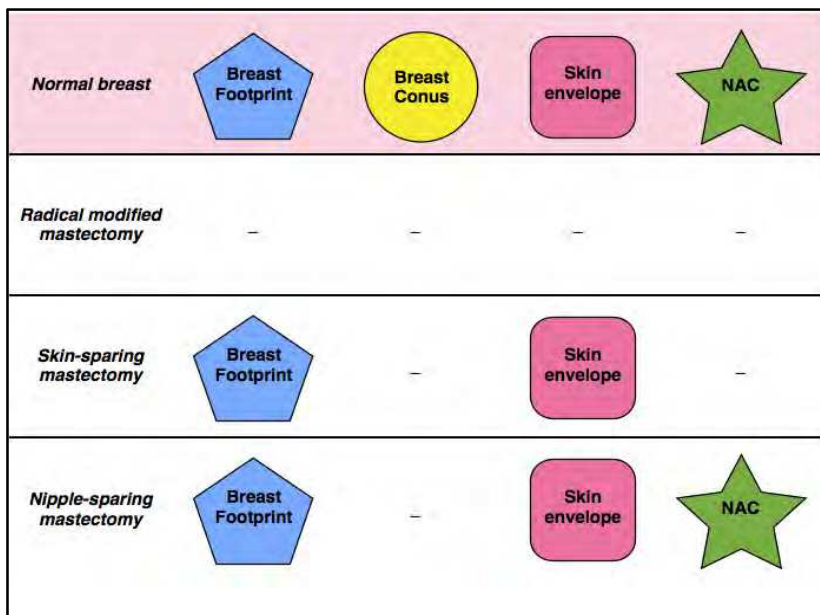 Normal breast
Breast
Footprint
Breast
Conus
Skin
envelope
NAC
Radical modified
mastectomy
–
–
–
–
Skin-sparing
mastectomy
Breast
Footprint
–
Skin
envelope
–
Nipple-sparing
mastectomy
Breast
Footprint
–
Skin
envelope
NAC